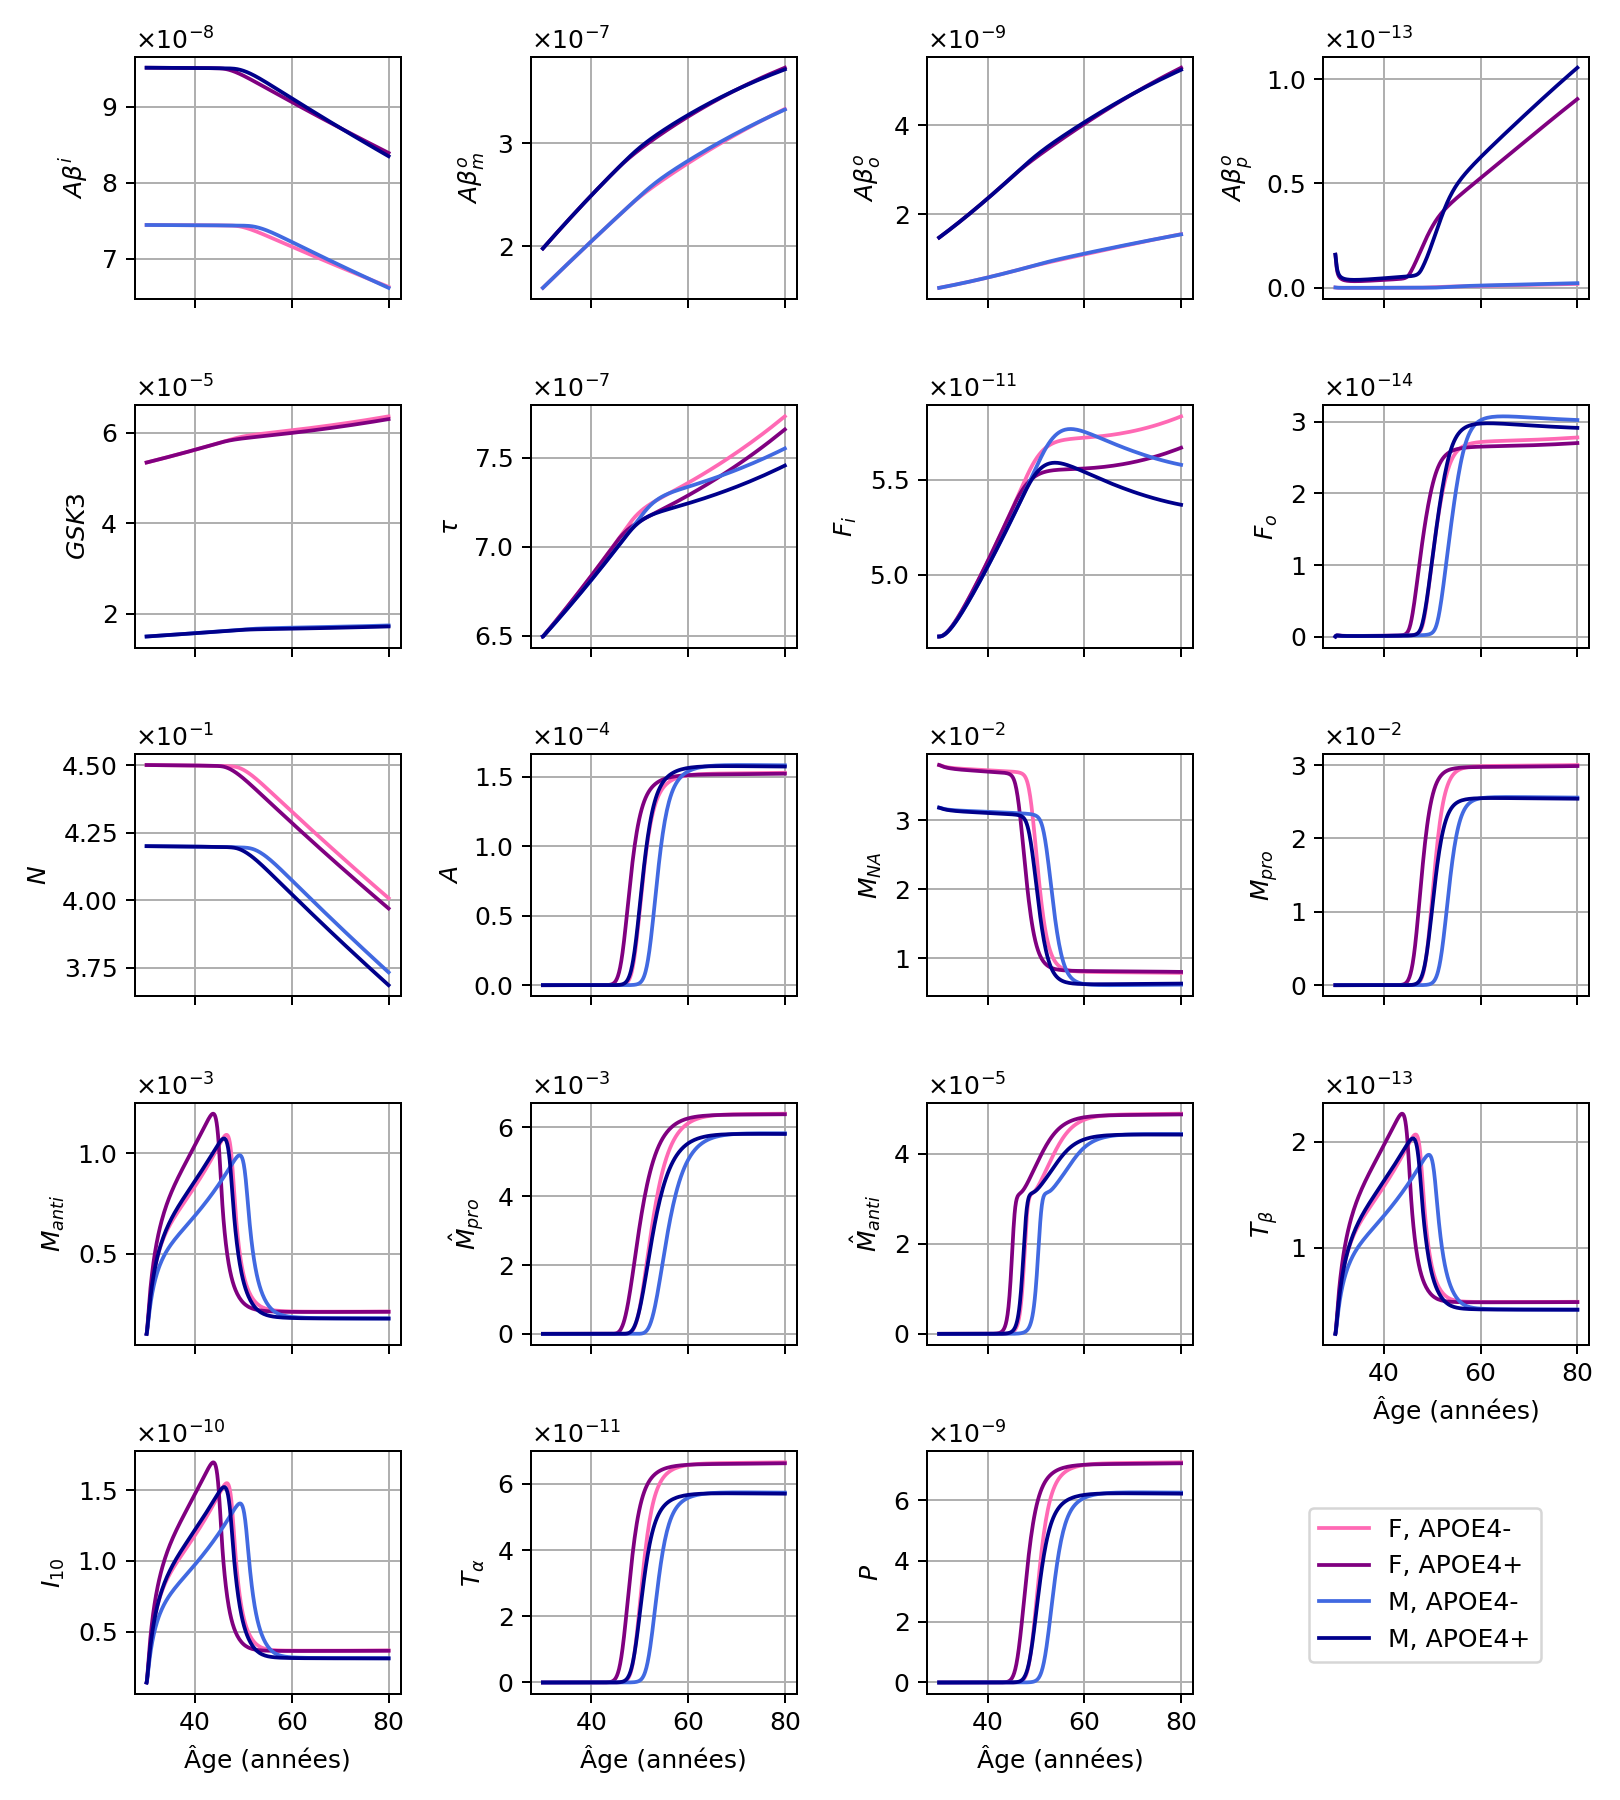 ×10⁻⁸ ×10⁻⁷ ×10⁻⁹ ×10⁻¹³
Aβⁱ 9 8 7
Aβₘᵒ 3 2
Aβₒᵒ 4 2
Aβₚᵒ 1.0 0.5 0.0
×10⁻⁵ ×10⁻⁷ ×10⁻¹¹ ×10⁻¹⁴
GSK3 6 4 2
τ 7.5 7.0 6.5
Fᵢ 5.5 5.0
Fₒ 3 2 1 0
×10⁻¹ ×10⁻⁴ ×10⁻² ×10⁻²
N 4.50 4.25 4.00 3.75
A 1.5 1.0 0.5 0.0
M_NA 3 2 1
M_pro 3 2 1 0
×10⁻³ ×10⁻³ ×10⁻⁵ ×10⁻¹³
M_anti 1.0 0.5
M̂_pro 6 4 2 0
M̂_anti 4 2 0
T_β 2 1
40 60 80
Âge (années)
×10⁻¹⁰ ×10⁻¹¹ ×10⁻⁹
I₁₀ 1.5 1.0 0.5
T_α 6 4 2 0
P 6 4 2 0
40 60 80 40 60 80 40 60 80
Âge (années) Âge (années) Âge (années)
F, APOE4-
F, APOE4+
M, APOE4-
M, APOE4+